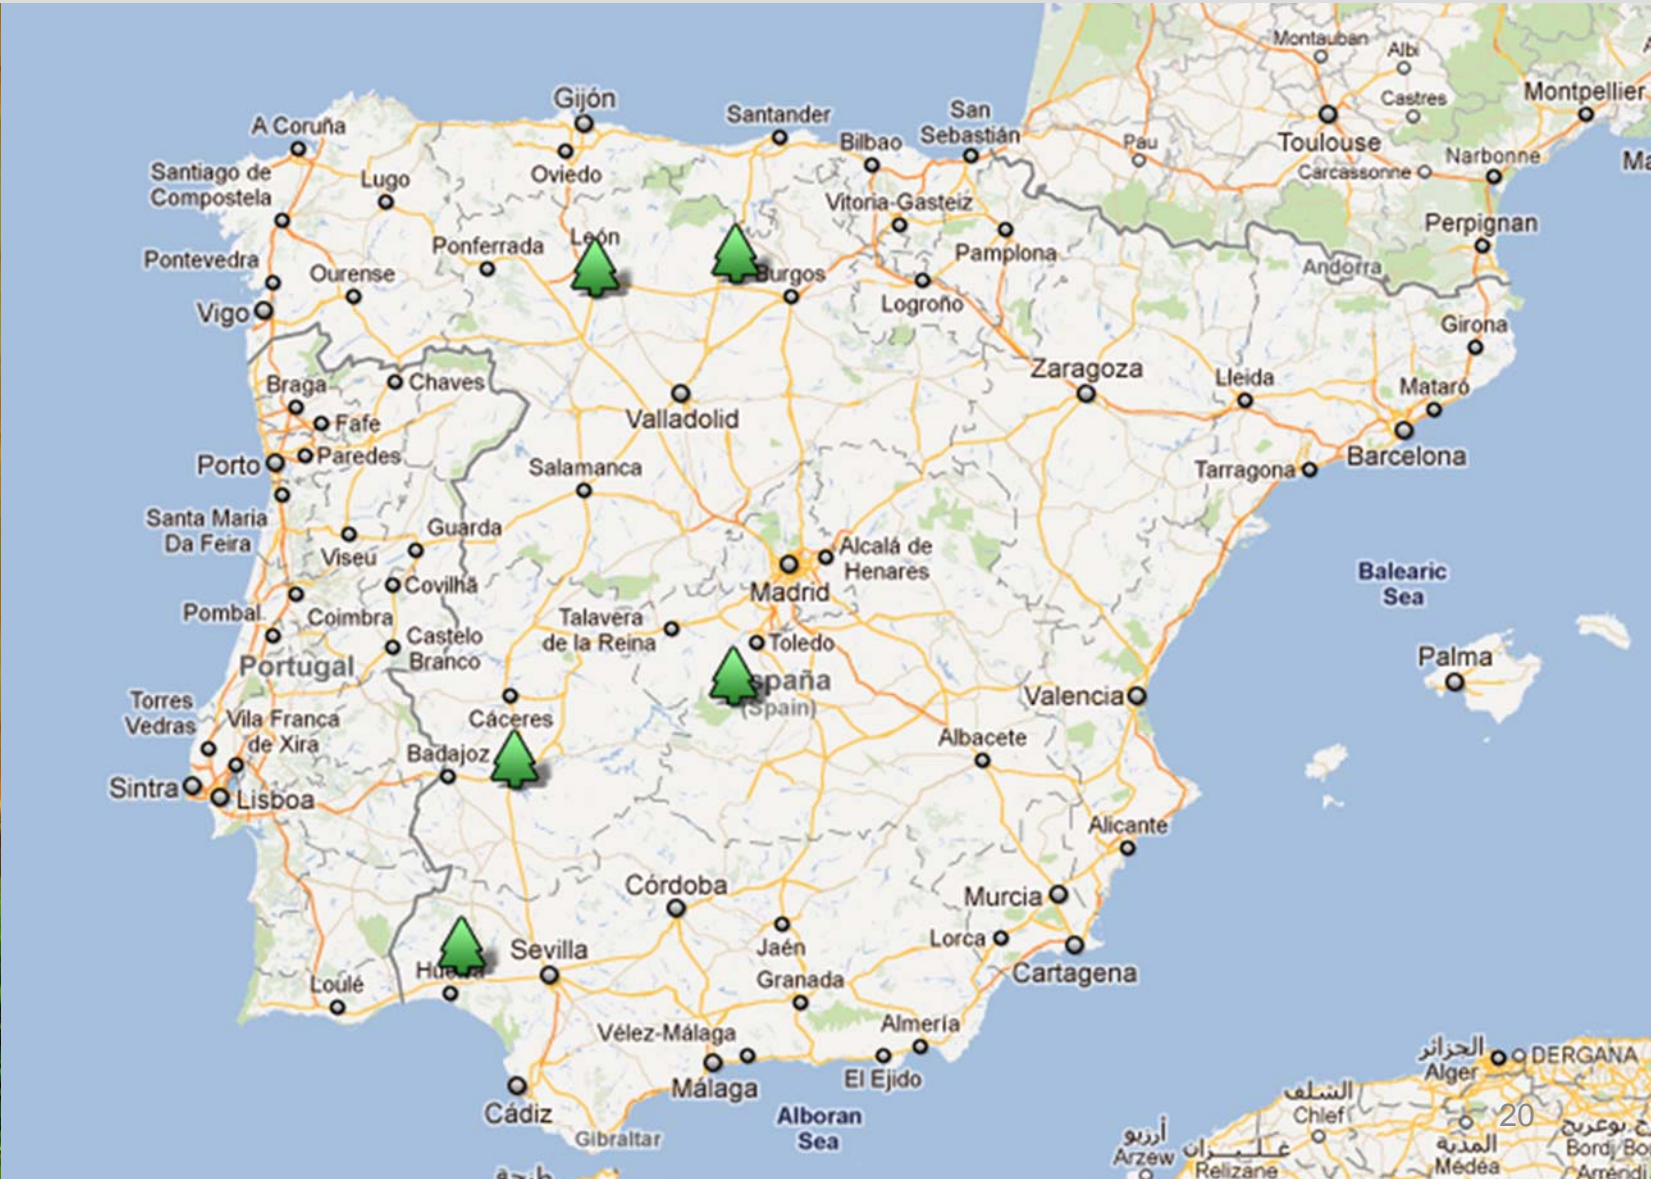 Montauban
Albi
Castres
Montpellier
Toulouse
Pau
Narbonne
Carcassonne
Perpignan
Andorra
Gijón
A Coruña
Santander
San
Sebastián
Bilbao
Oviedo
Santiago de
Compostela
Lugo
Vitoria-Gasteiz
León
Ponferrada
Pamplona
Pontevedra
Ourense
Burgos
Logroño
Vigo
Girona
Zaragoza
Lleida
Mataró
Braga
Chaves
Fafe
Valladolid
Barcelona
Porto
Paredes
Salamanca
Tarragona
Santa Maria
Da Feira
Guarda
Viseu
Alcalá de
Henares
Covilhã
Madrid
Balearic
Sea
Pombal
Coimbra
Talavera
de la Reina
Castelo
Branco
Toledo
Portugal
España
(Spain)
Palma
Torres
Vedras
Vila Franca
de Xira
Cáceres
Valencia
Albacete
Badajoz
Sintra
Lisboa
Alicante
Córdoba
Murcia
Jaén
Lorca
Sevilla
Huelva
Cartagena
Granada
Loulé
Almería
Vélez-Málaga
Málaga
El Ejido
Cádiz
Alboran
Sea
Gibraltar
الجزائر
Alger
DERGANA
الشلف
Chlef
20
أرزيو
Arzew
غليزان
Relizane
المدية
Médéa